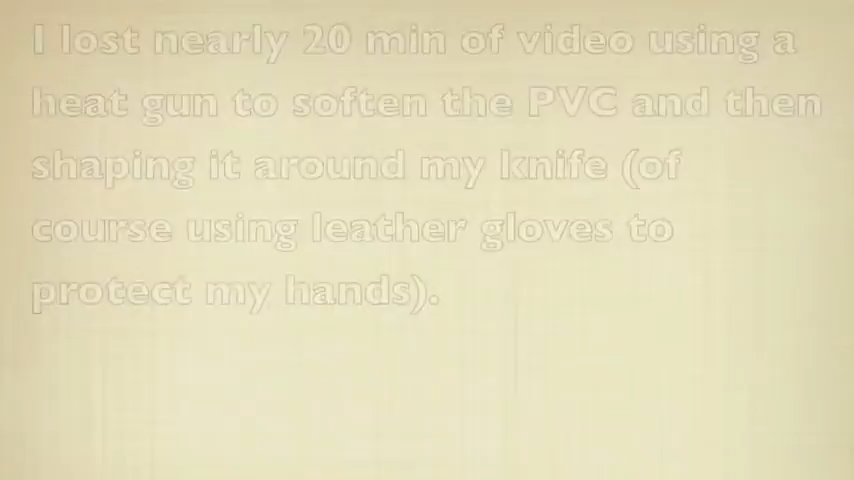 I lost nearly 20 min of video using a
heat gun to soften the PVC and then
shaping it around my knife (of
course using leather gloves to
protect my hands).